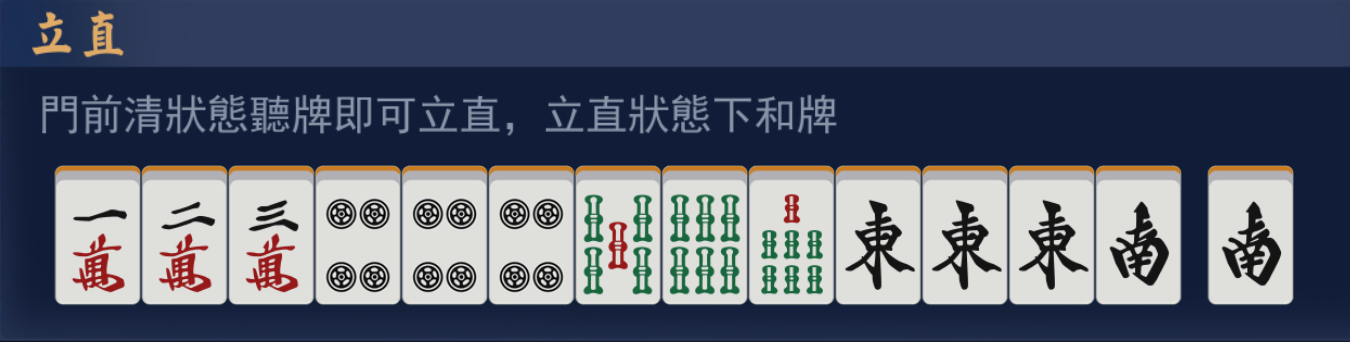 立直
門前清狀態聽牌即可立直，立直狀態下和牌
一萬 二萬 三萬 東 東 東 南 南